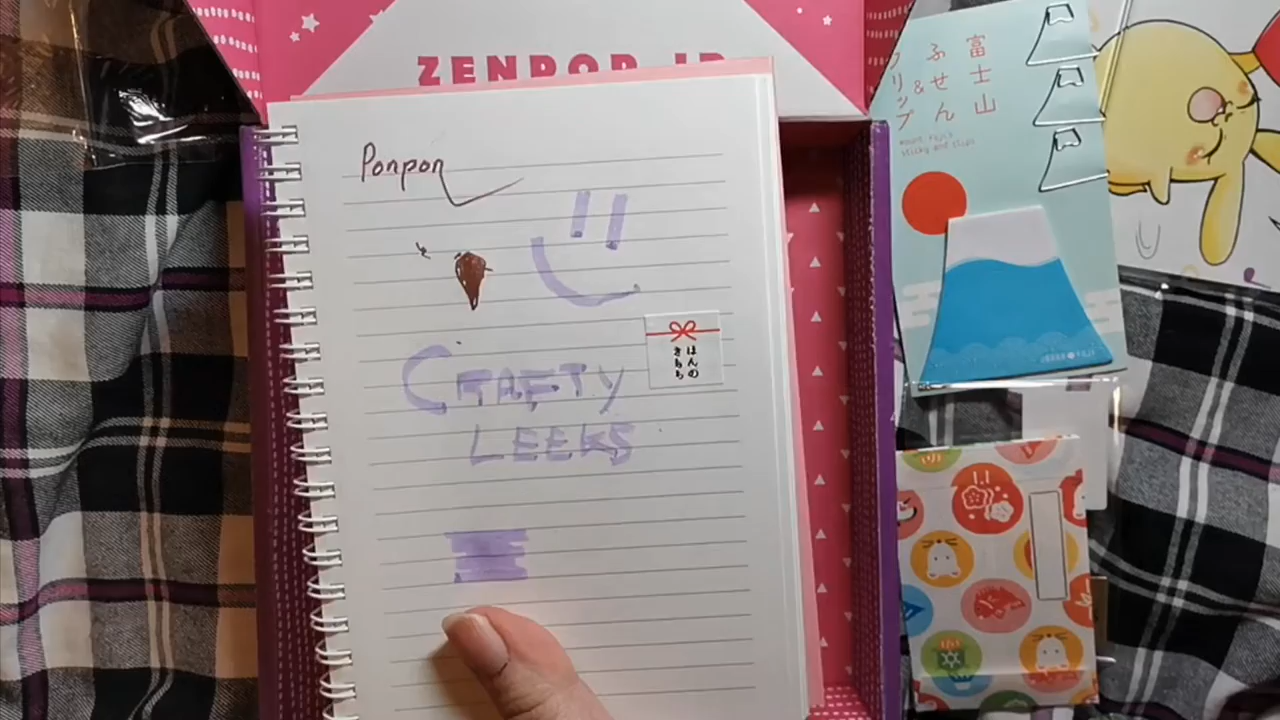 ZENPOP.JP
Ponpon
CRAFTY
LEEKS
ほんの
きもち
富士山
ふせん
&
クリップ
mount. Fuji's
sticky and clips